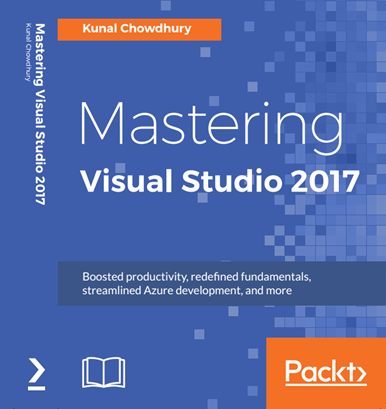 Mastering Visual Studio 2017
Kunal Chowdhury
Kunal Chowdhury
Mastering
Visual Studio 2017
Boosted productivity, redefined fundamentals,
streamlined Azure development, and more
Packt>